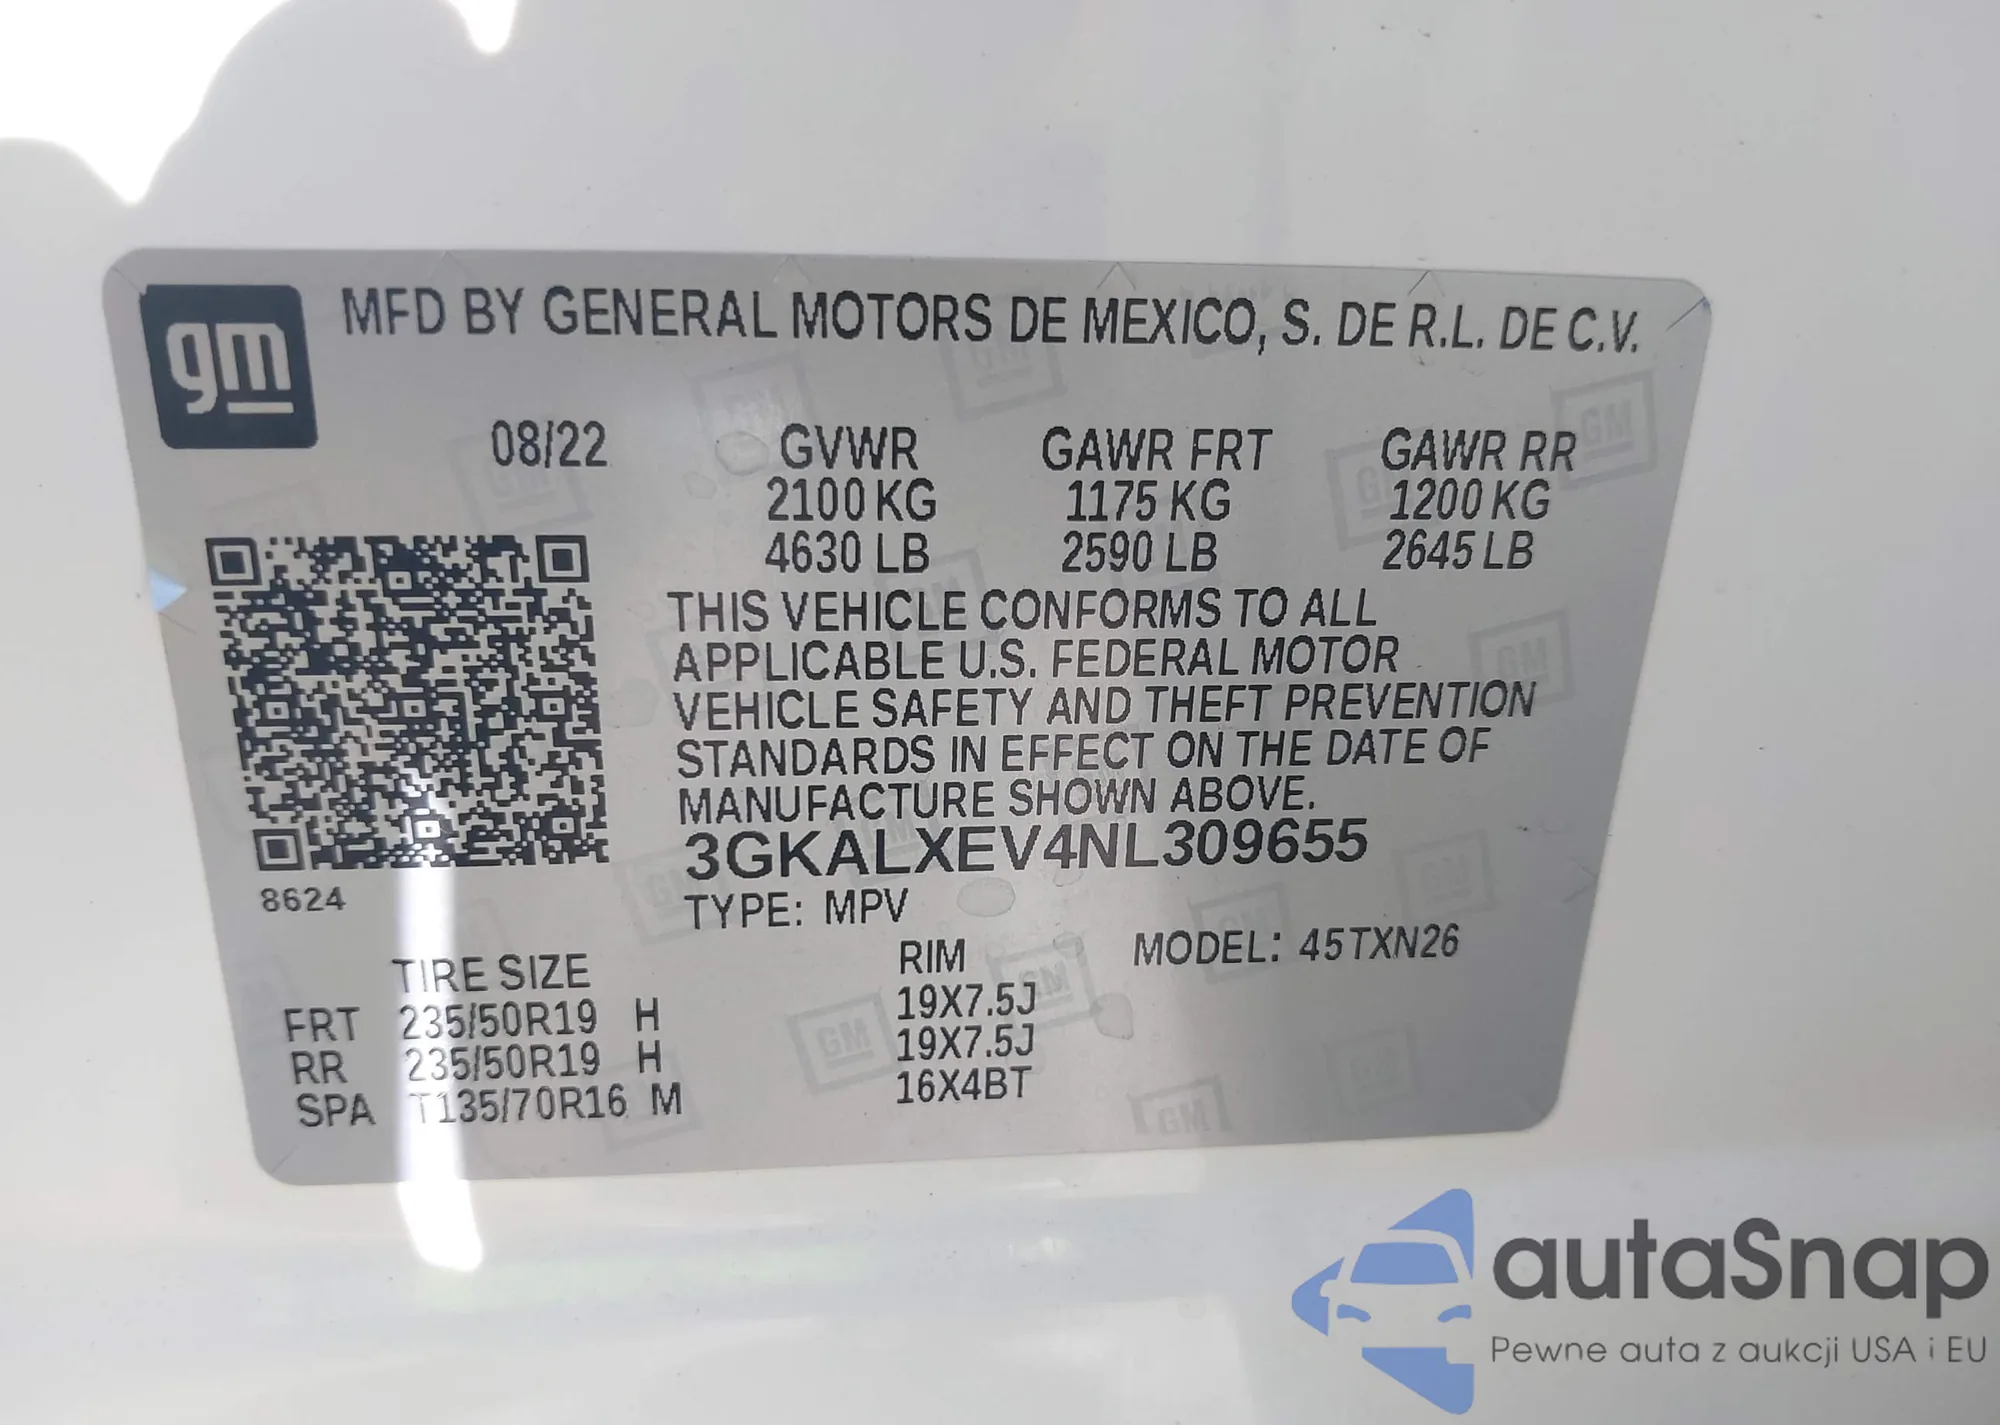 gm
MFD BY GENERAL MOTORS DE MEXICO, S. DE R.L. DE C.V.
08/22 GVWR GAWR FRT GAWR RR
2100 KG 1175 KG 1200 KG
4630 LB 2590 LB 2645 LB
THIS VEHICLE CONFORMS TO ALL
APPLICABLE U.S. FEDERAL MOTOR
VEHICLE SAFETY AND THEFT PREVENTION
STANDARDS IN EFFECT ON THE DATE OF
MANUFACTURE SHOWN ABOVE.
3GKALXEV4NL309655
8624
TYPE: MPV
TIRE SIZE RIM MODEL: 45TXN26
FRT 235/50R19 H 19X7.5J
RR 235/50R19 H 19X7.5J
SPA T135/70R16 M 16X4BT
autaSnap
Pewne auta z aukcji USA i EU